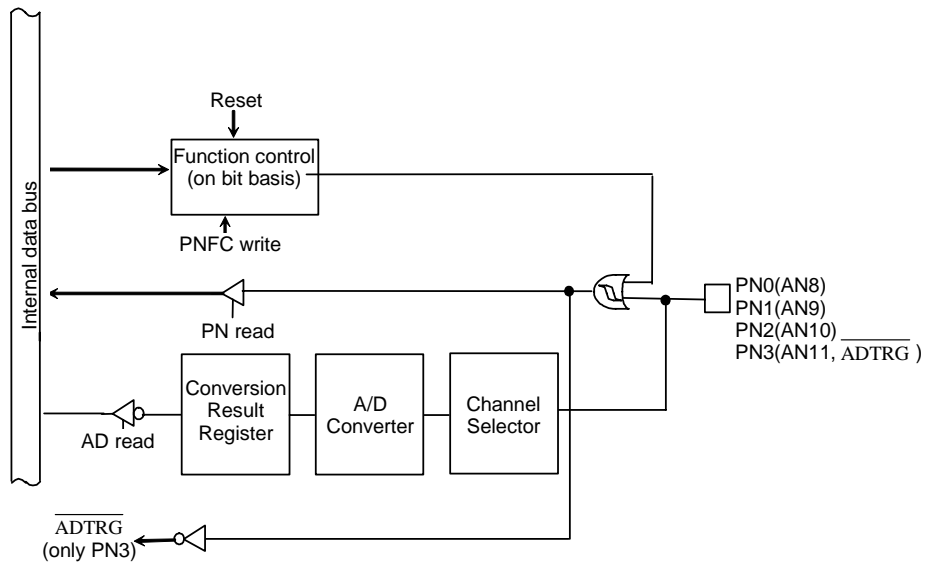 Reset
Function control
(on bit basis)
PNFC write
Internal data bus
PN read
PN0(AN8)
PN1(AN9)
PN2(AN10)
PN3(AN11, ADTRG )
Conversion
Result
Register
A/D
Converter
Channel
Selector
AD read
ADTRG
(only PN3)